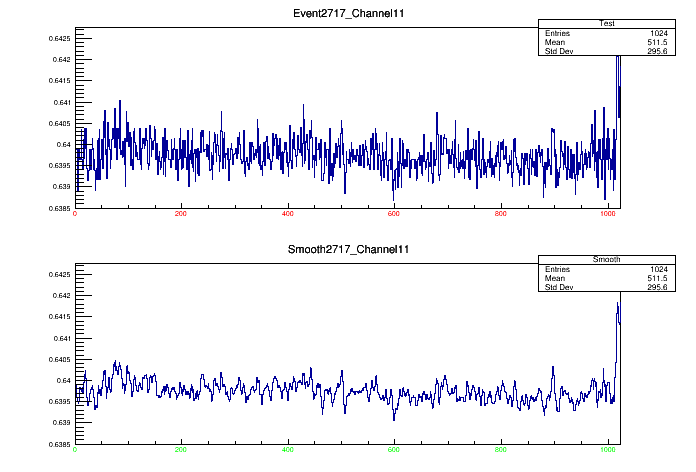 Event2717_Channel11
Test
Entries 1024
Mean 511.5
Std Dev 295.6
0.6425
0.642
0.6415
0.641
0.6405
0.64
0.6395
0.639
0.6385
0 200 400 600 800 1000
Smooth2717_Channel11
Smooth
Entries 1024
Mean 511.5
Std Dev 295.6
0.6425
0.642
0.6415
0.641
0.6405
0.64
0.6395
0.639
0.6385
0 200 400 600 800 1000